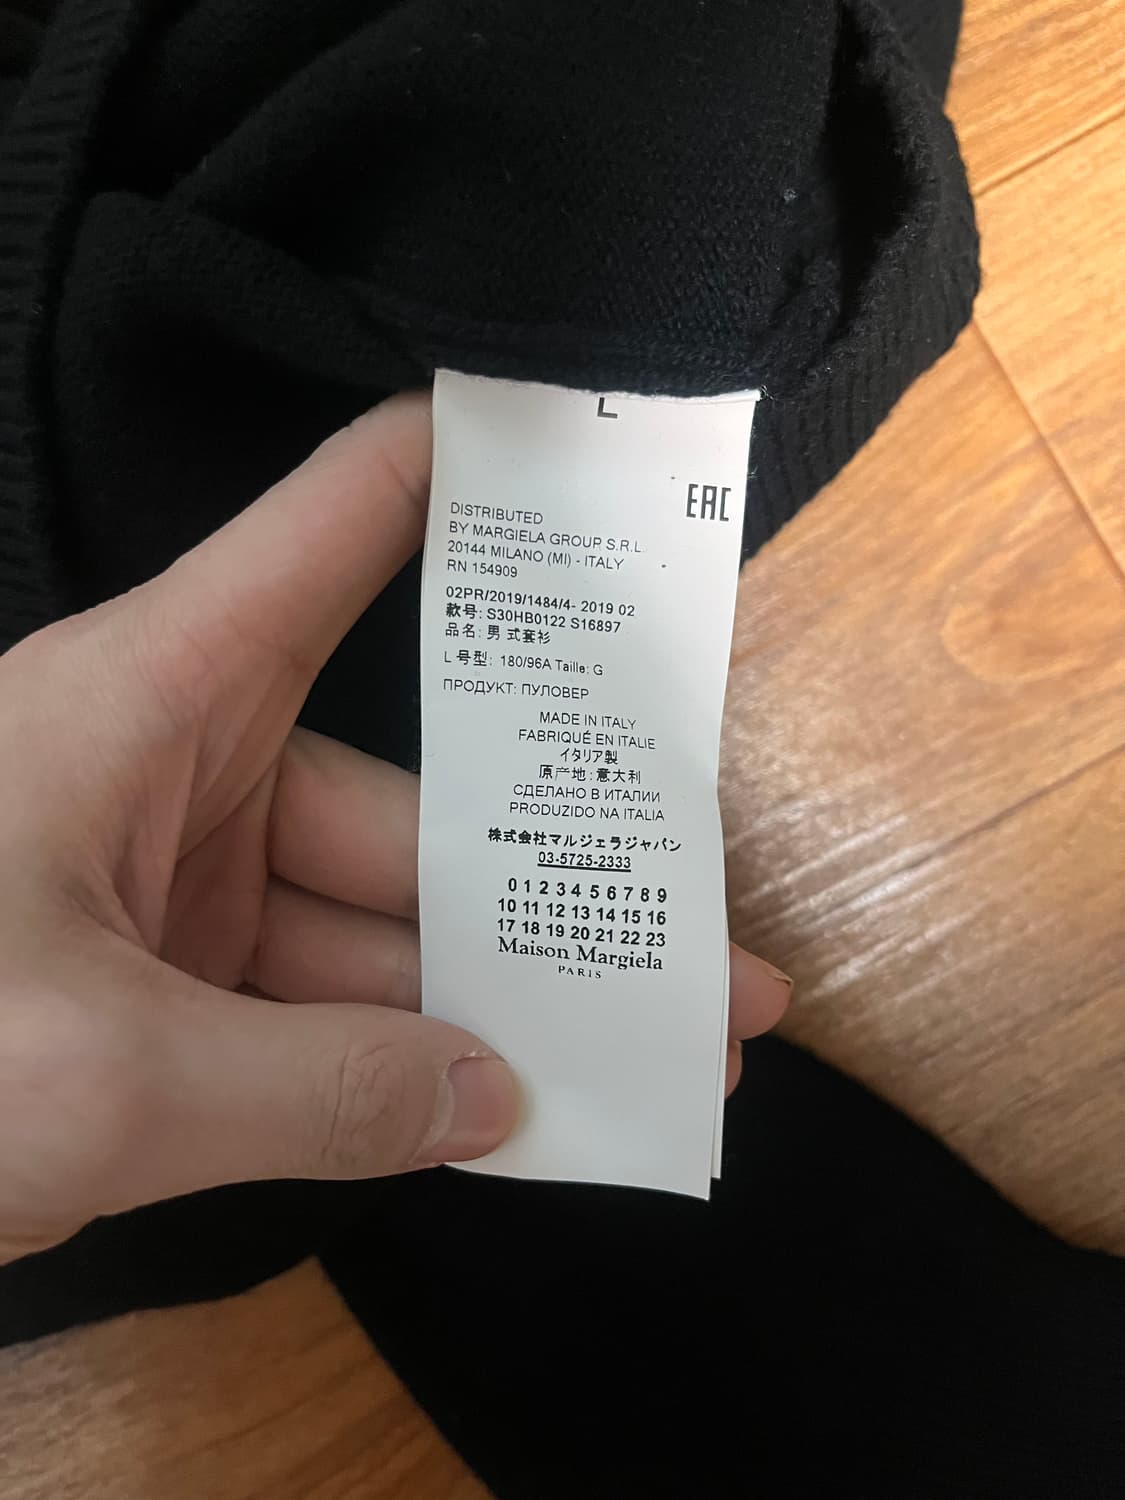 L
EAC
DISTRIBUTED
BY MARGIELA GROUP S.R.L.
20144 MILANO (MI) - ITALY
RN 154909
02PR/2019/1484/4- 2019 02
款号: S30HB0122 S16897
品名: 男 式套衫
L 号型: 180/96A Taille: G
ПРОДУКТ: ПУЛОВЕР
MADE IN ITALY
FABRIQUÉ EN ITALIE
イタリア製
原产地: 意大利
СДЕЛАНО В ИТАЛИИ
PRODUZIDO NA ITALIA
株式会社マルジェラジャパン
03-5725-2333
0 1 2 3 4 5 6 7 8 9
10 11 12 13 14 15 16
17 18 19 20 21 22 23
Maison Margiela
PARIS